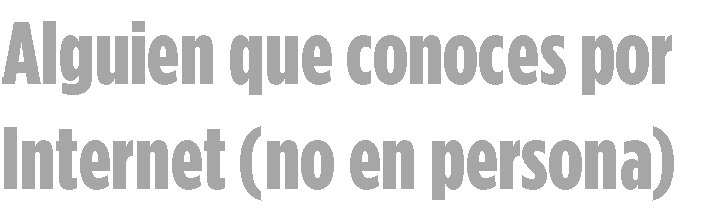 Alguien que conoces por
Internet (no en persona)